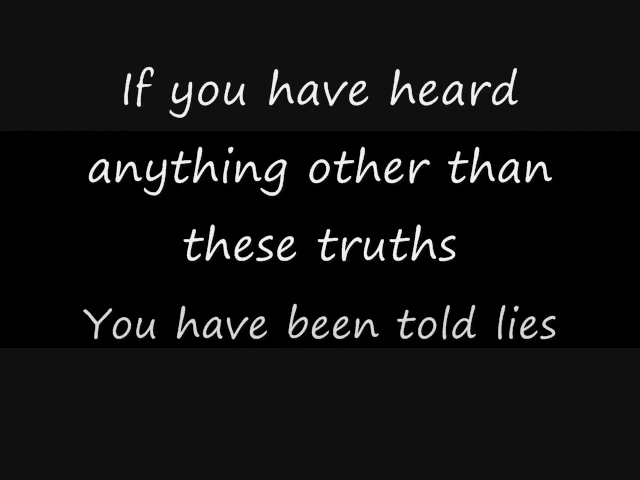 If you have heard
anything other than
these truths
You have been told lies